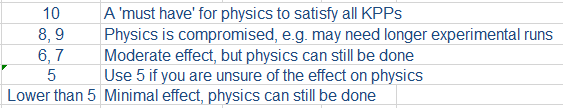 10 A 'must have' for physics to satisfy all KPPs
8, 9 Physics is compromised, e.g. may need longer experimental runs
6, 7 Moderate effect, but physics can still be done
5 Use 5 if you are unsure of the effect on physics
Lower than 5 Minimal effect, physics can still be done